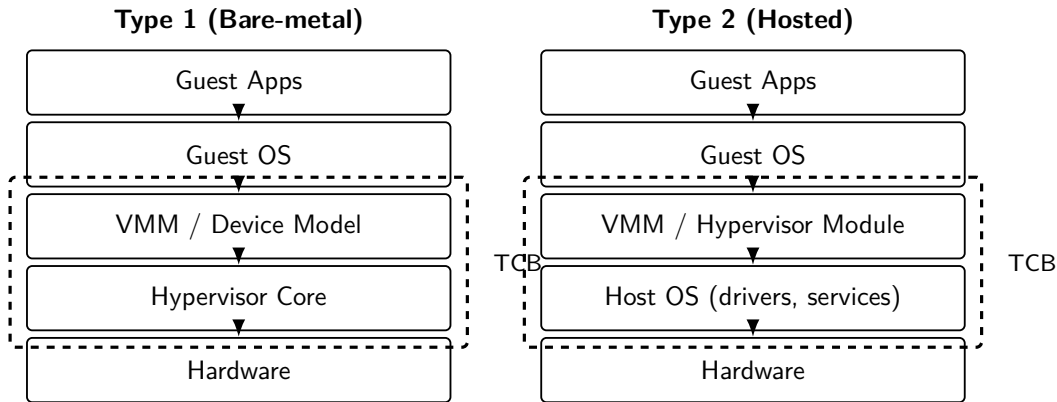 Type 1 (Bare-metal)
Guest Apps
Guest OS
VMM / Device Model
Hypervisor Core
Hardware
TCB
Type 2 (Hosted)
Guest Apps
Guest OS
VMM / Hypervisor Module
Host OS (drivers, services)
Hardware
TCB